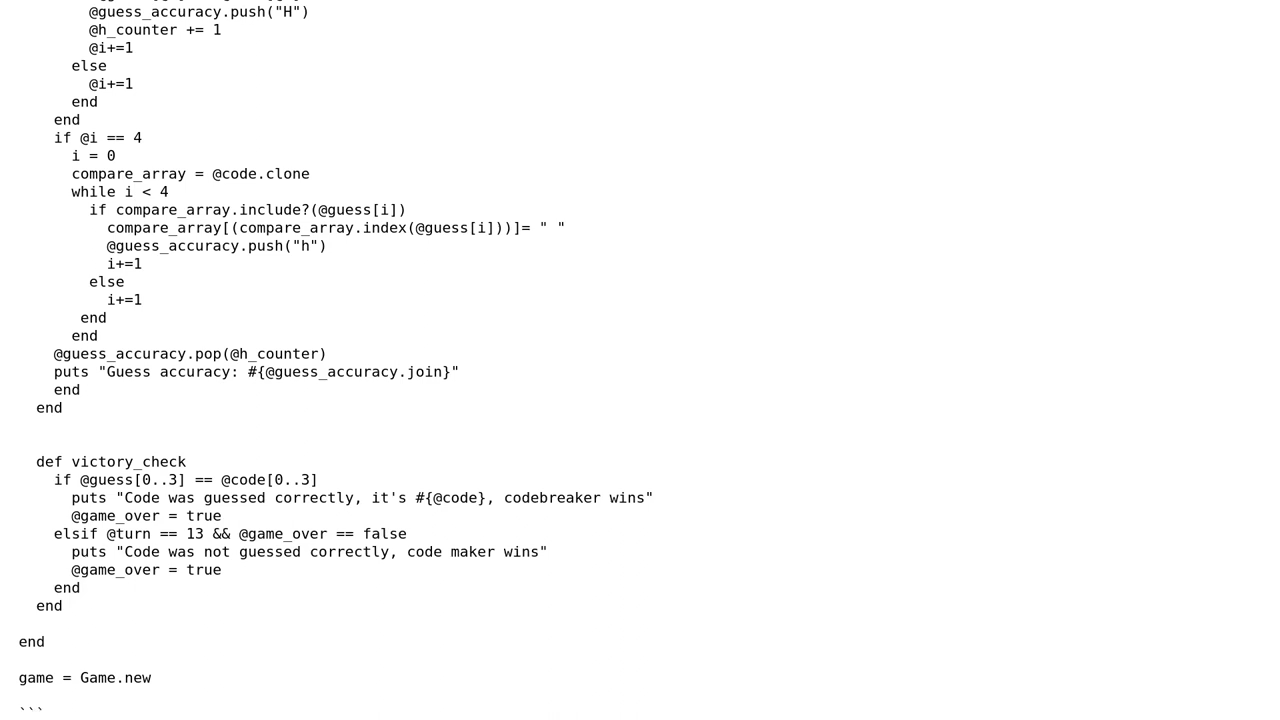 @guess_accuracy.push("H")
@h_counter += 1
@i+=1
else
@i+=1
end
end
if @i == 4
i = 0
compare_array = @code.clone
while i < 4
if compare_array.include?(@guess[i])
compare_array[(compare_array.index(@guess[i]))]= " "
@guess_accuracy.push("h")
i+=1
else
i+=1
end
end
@guess_accuracy.pop(@h_counter)
puts "Guess accuracy: #{@guess_accuracy.join}"
end
end
def victory_check
if @guess[0..3] == @code[0..3]
puts "Code was guessed correctly, it's #{@code}, codebreaker wins"
@game_over = true
elsif @turn == 13 && @game_over == false
puts "Code was not guessed correctly, code maker wins"
@game_over = true
end
end
end
game = Game.new
```